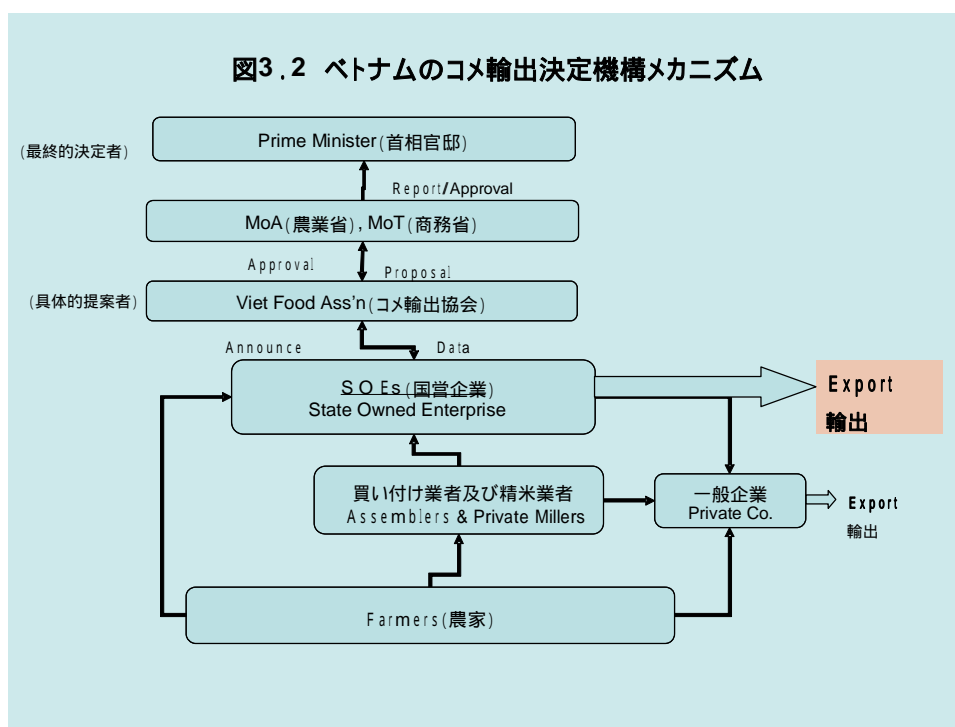 図3.2 ベトナムのコメ輸出決定機構メカニズム
Prime Minister(首相官邸)
(最終的決定者)
Report/Approval
MoA(農業省), MoT(商務省)
Approval
Proposal
(具体的提案者)
Viet Food Ass'n(コメ輸出協会)
Announce
Data
SOEs(国営企業)
State Owned Enterprise
Export
輸出
買い付け業者及び精米業者
Assemblers & Private Millers
一般企業
Private Co.
Export
輸出
Farmers(農家)